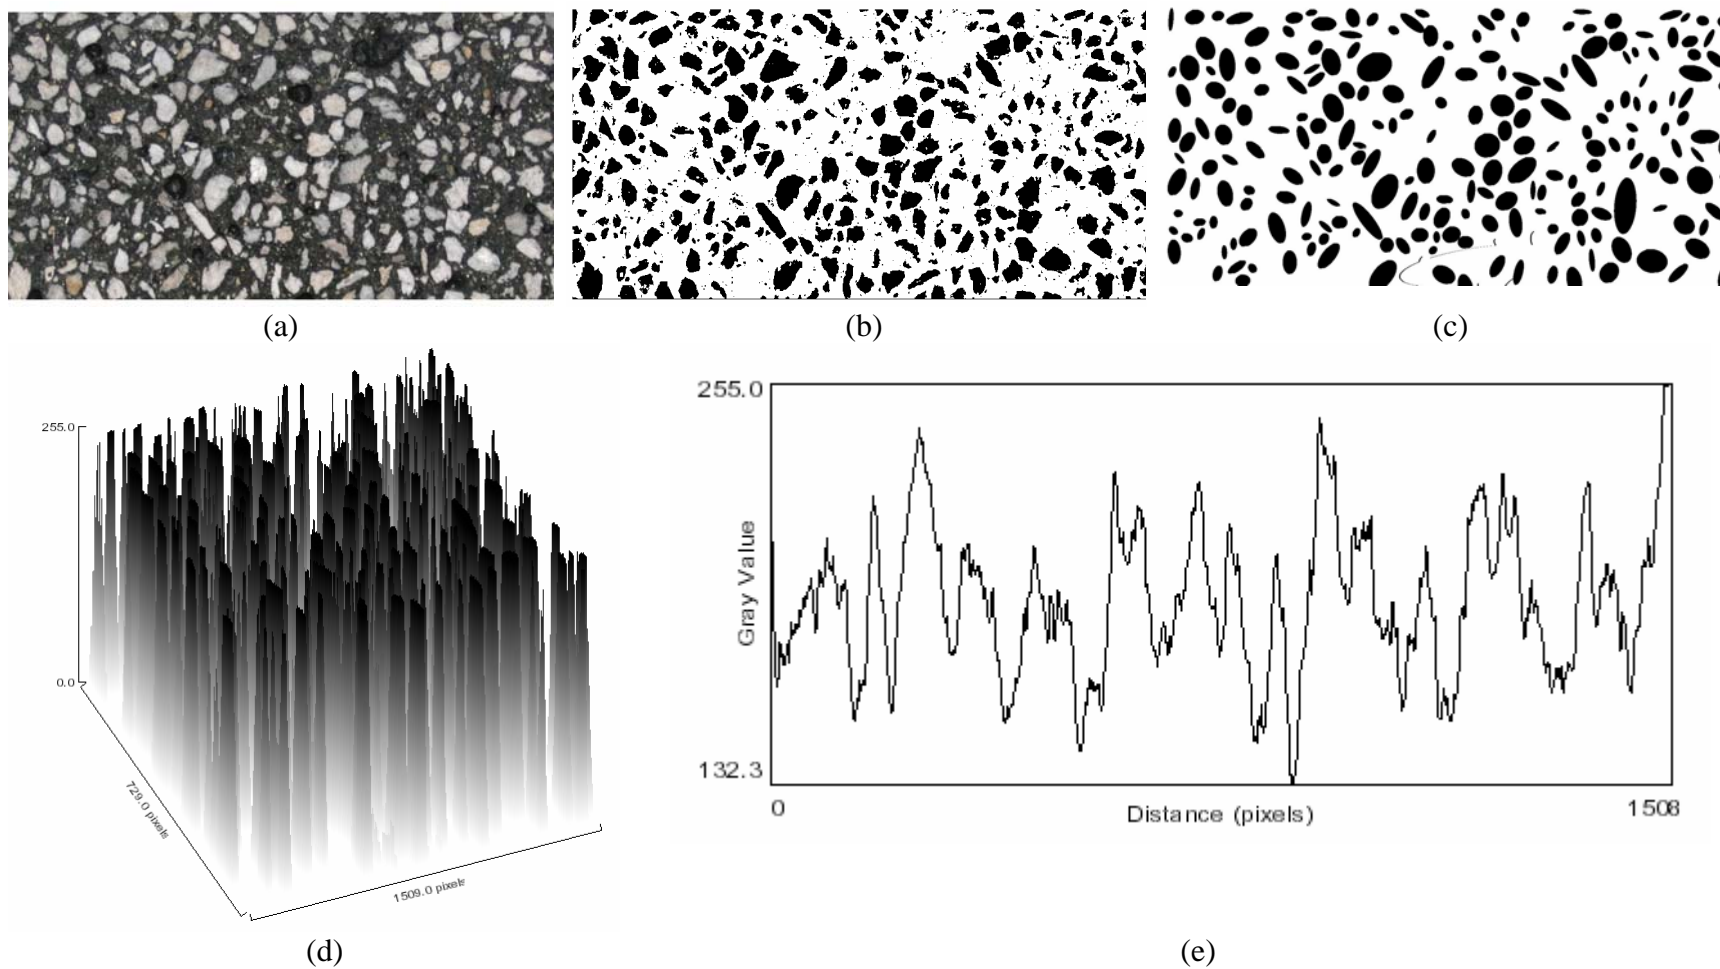 (a)
(b)
(c)
255.0
0.0
729.0 pixels
1509.0 pixels
(d)
255.0
Gray Value
132.3
0
Distance (pixels)
1508
(e)